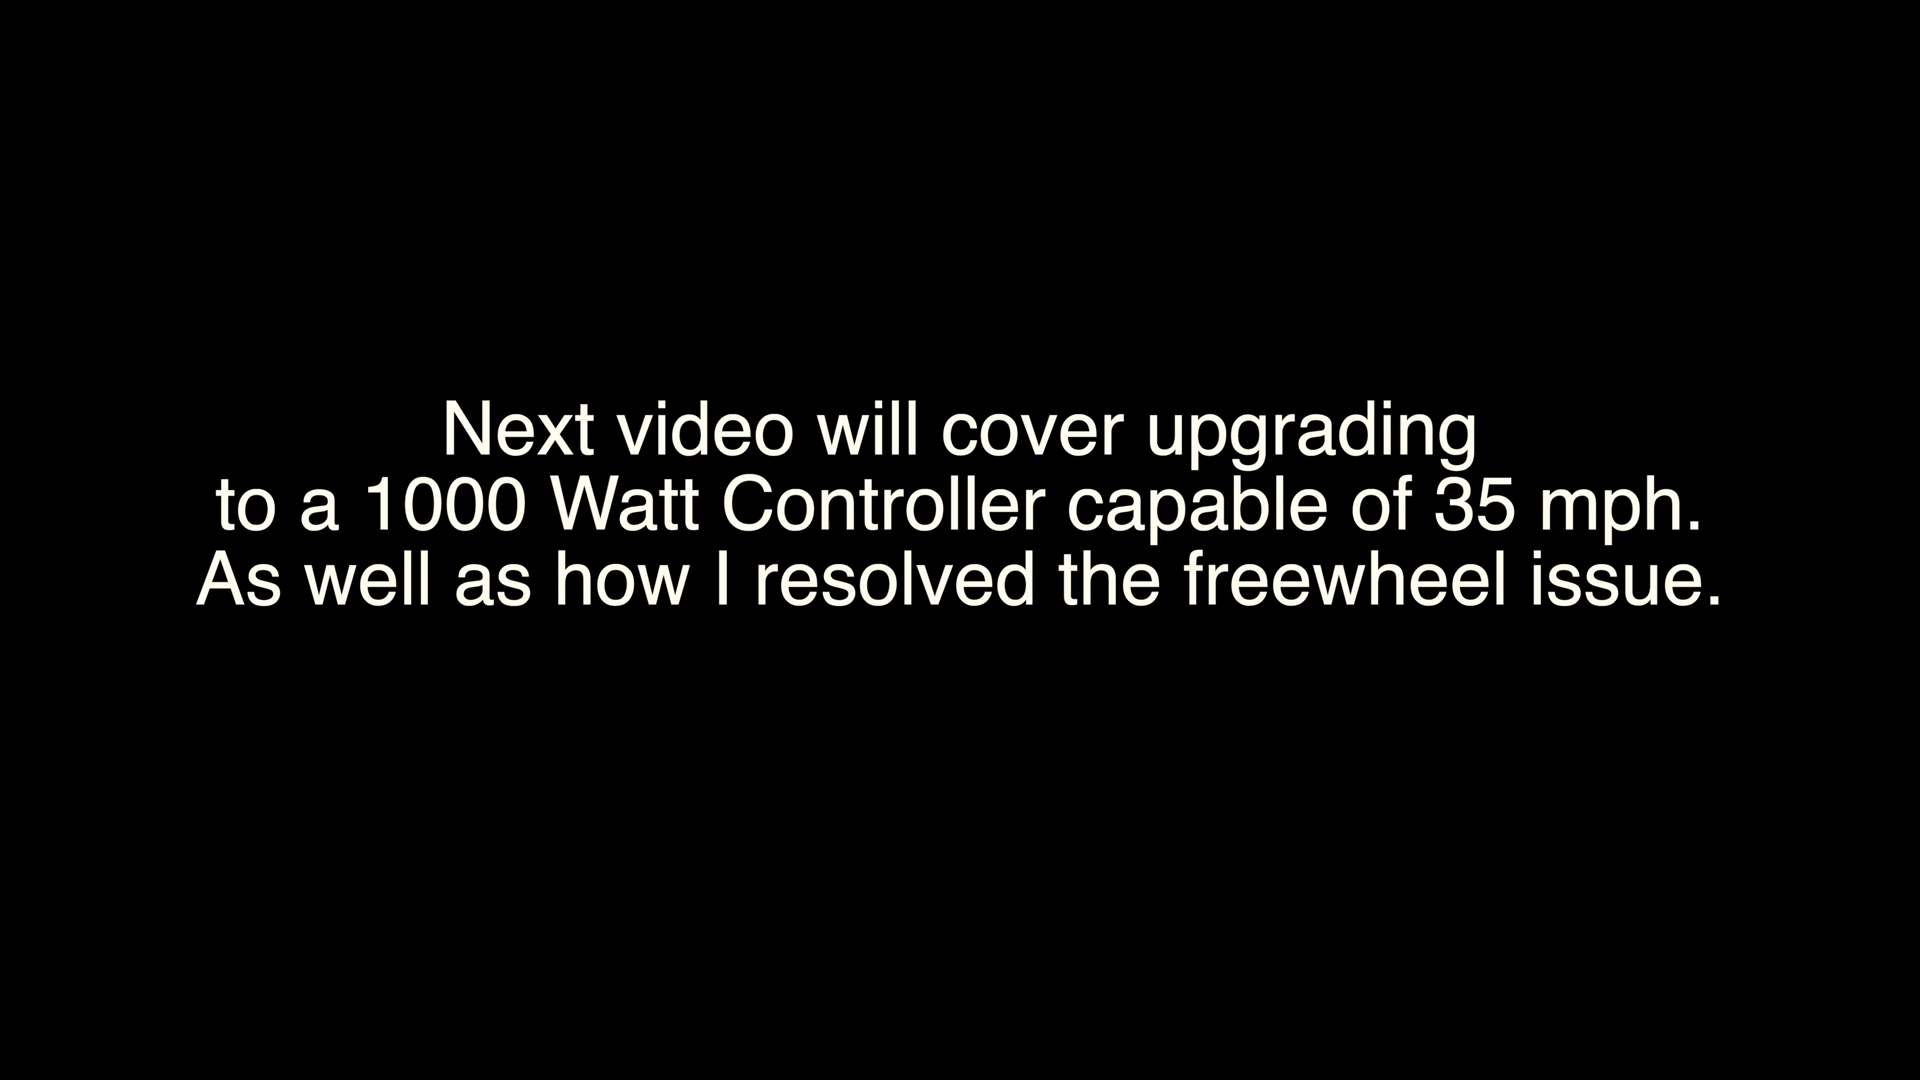 Next video will cover upgrading
to a 1000 Watt Controller capable of 35 mph.
As well as how I resolved the freewheel issue.